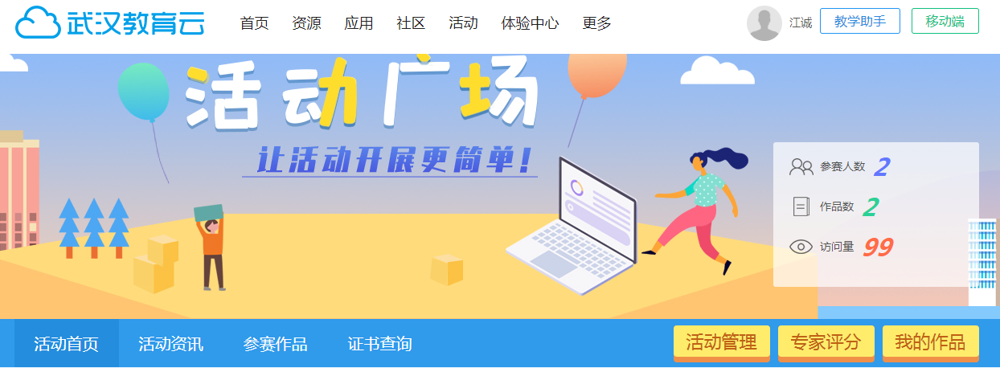 武汉教育云 首页 资源 应用 社区 活动 体验中心 更多 江诚 教学助手 移动端
活动广场
让活动开展更简单!
参赛人数 2
作品数 2
访问量 99
活动首页 活动资讯 参赛作品 证书查询 活动管理 专家评分 我的作品